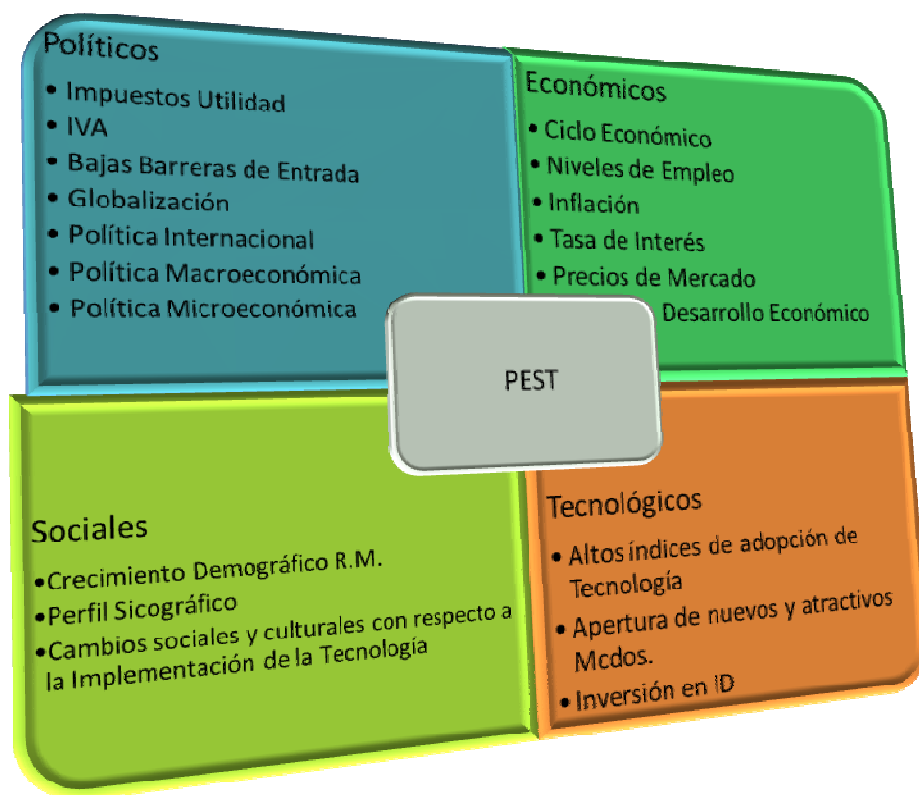 Políticos
• Impuestos Utilidad
• IVA
• Bajas Barreras de Entrada
• Globalización
• Política Internacional
• Política Macroeconómica
• Política Microeconómica
Económicos
• Ciclo Económico
• Niveles de Empleo
• Inflación
• Tasa de Interés
• Precios de Mercado
Desarrollo Económico
PEST
Sociales
•Crecimiento Demográfico R.M.
•Perfil Sicográfico
•Cambios sociales y culturales con respecto a
la Implementación de la Tecnología
Tecnológicos
• Altos índices de adopción de
Tecnología
• Apertura de nuevos y atractivos
Mcdos.
• Inversión en ID